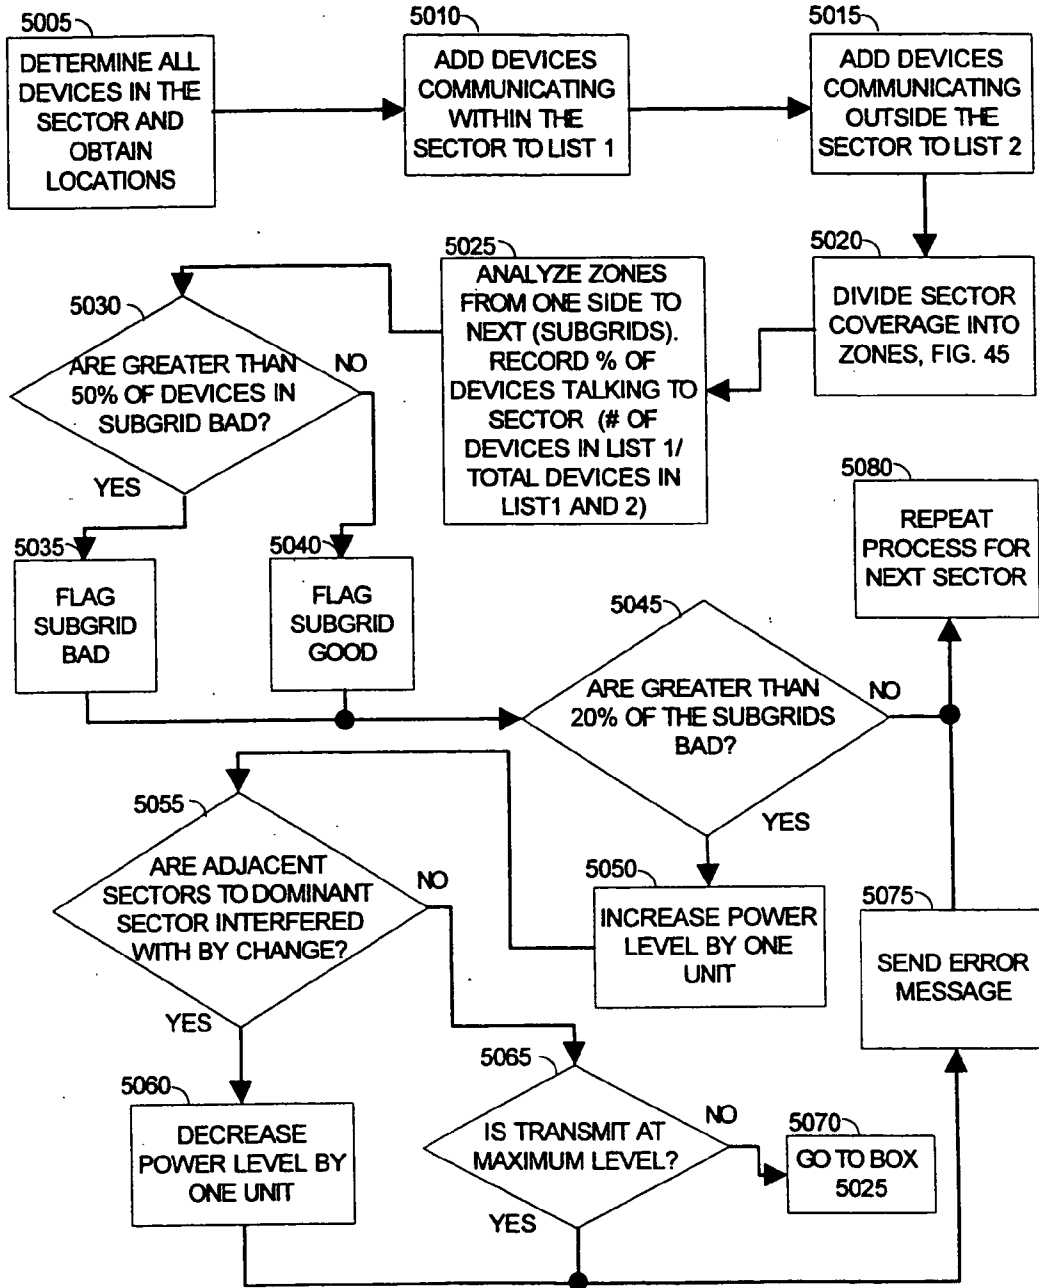 5005
DETERMINE ALL
DEVICES IN THE
SECTOR AND
OBTAIN
LOCATIONS
5010
ADD DEVICES
COMMUNICATING
WITHIN THE
SECTOR TO LIST 1
5015
ADD DEVICES
COMMUNICATING
OUTSIDE THE
SECTOR TO LIST 2
5020
DIVIDE SECTOR
COVERAGE INTO
ZONES, FIG. 45
5025
ANALYZE ZONES
FROM ONE SIDE TO
NEXT (SUBGRIDS).
RECORD % OF
DEVICES TALKING TO
SECTOR (# OF
DEVICES IN LIST 1/
TOTAL DEVICES IN
LIST1 AND 2)
5030
ARE GREATER THAN
50% OF DEVICES IN
SUBGRID BAD?
NO
YES
5035
FLAG
SUBGRID
BAD
5040
FLAG
SUBGRID
GOOD
5045
ARE GREATER THAN
20% OF THE SUBGRIDS
BAD?
NO
YES
5080
REPEAT
PROCESS FOR
NEXT SECTOR
5050
INCREASE POWER
LEVEL BY ONE
UNIT
5055
ARE ADJACENT
SECTORS TO DOMINANT
SECTOR INTERFERED
WITH BY CHANGE?
NO
YES
5060
DECREASE
POWER LEVEL BY
ONE UNIT
5065
IS TRANSMIT AT
MAXIMUM LEVEL?
NO
YES
5070
GO TO BOX
5025
5075
SEND ERROR
MESSAGE